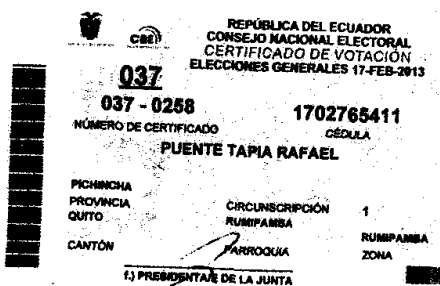 REPÚBLICA DEL ECUADOR
CNE
CONSEJO NACIONAL ELECTORAL
CERTIFICADO DE VOTACIÓN
ELECCIONES GENERALES 17-FEB-2013
037
037 - 0258
1702765411
NÚMERO DE CERTIFICADO
CÉDULA
PUENTE TAPIA RAFAEL
PICHINCHA
PROVINCIA
CIRCUNSCRIPCIÓN
1
QUITO
RUMIPAMBA
RUMIPAMBA
CANTÓN
PARROQUIA
ZONA
f.) PRESIDENTA/E DE LA JUNTA